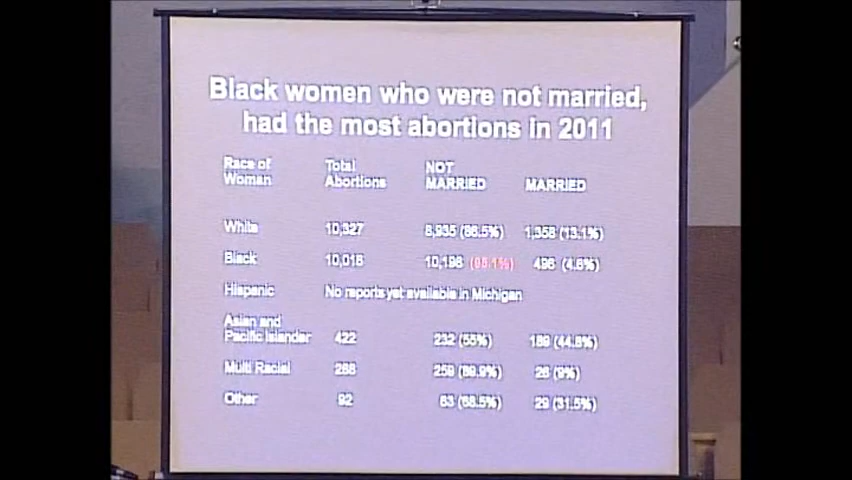 Black women who were not married,
had the most abortions in 2011
Race of Woman Total Abortions NOT MARRIED MARRIED
White 10,327 8,935 (86.5%) 1,358 (13.1%)
Black 10,018 10,198 (95.1%) 496 (4.6%)
Hispanic No reports yet available in Michigan
Asian and Pacific Islander 422 232 (55%) 189 (44.8%)
Multi Racial 288 259 (89.9%) 26 (9%)
Other 92 63 (68.5%) 29 (31.5%)